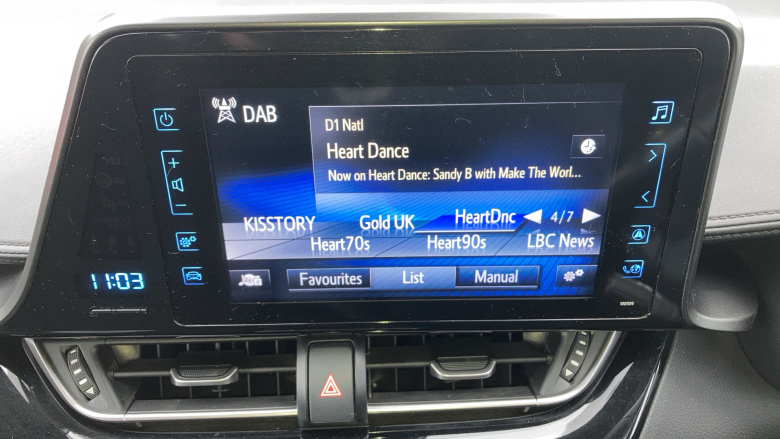 DAB
D1 Natl
Heart Dance
Now on Heart Dance: Sandy B with Make The Worl...
KISSTORY Gold UK HeartDnc 4/7
Heart70s Heart90s LBC News
Favourites List Manual
11:03